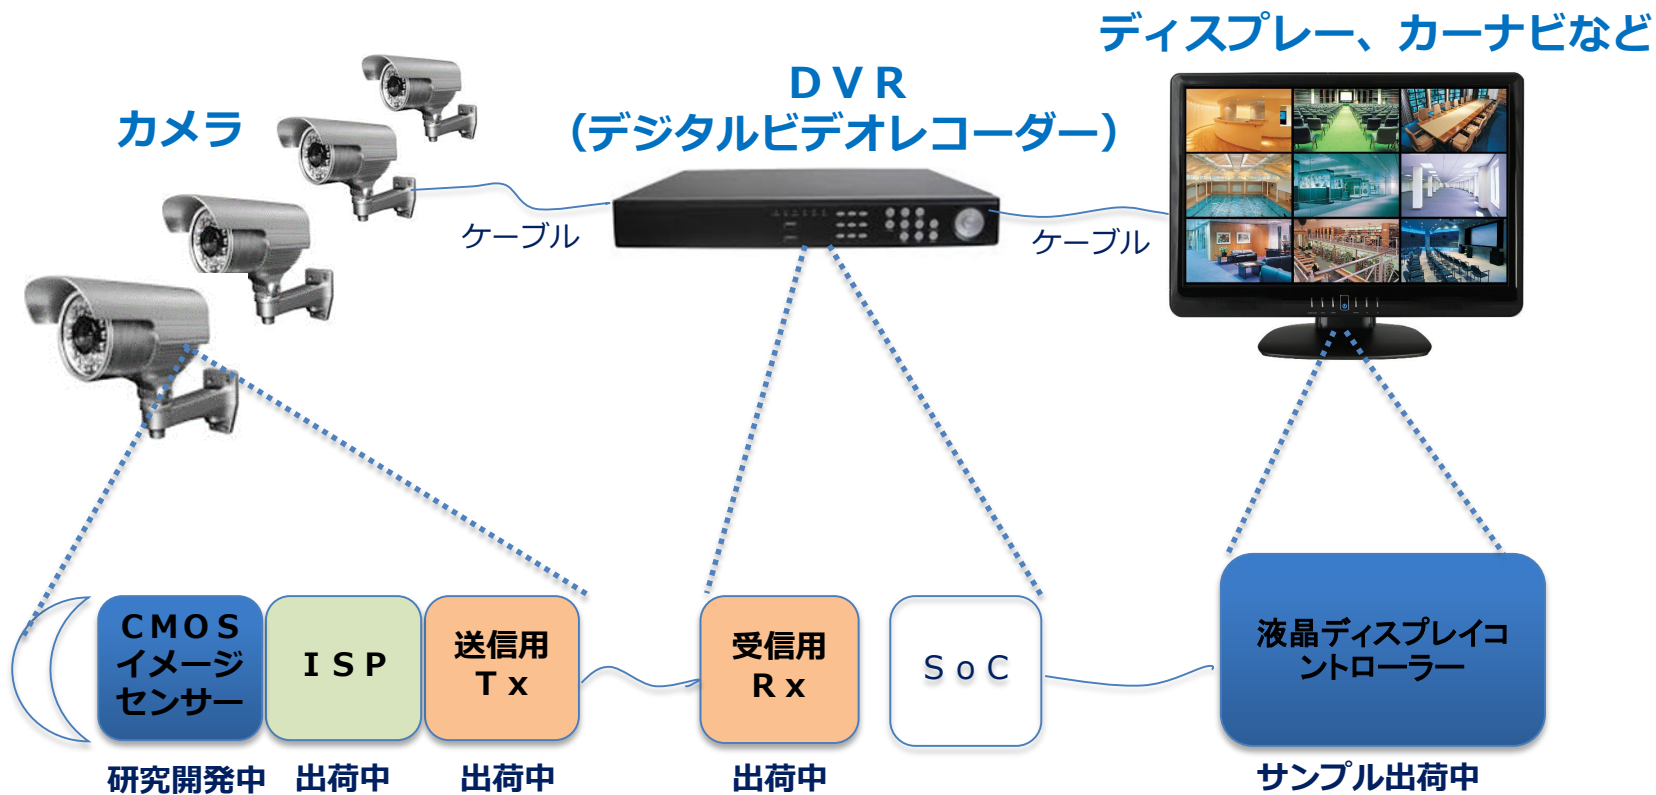 ディスプレー、カーナビなど
ＤＶＲ
（デジタルビデオレコーダー）
カメラ
ケーブル
ケーブル
ＣＭＯＳ
イメージ
センサー
ＩＳＰ
送信用
Ｔｘ
受信用
Ｒｘ
ＳｏＣ
液晶ディスプレイコ
ントローラー
研究開発中
出荷中
出荷中
出荷中
サンプル出荷中